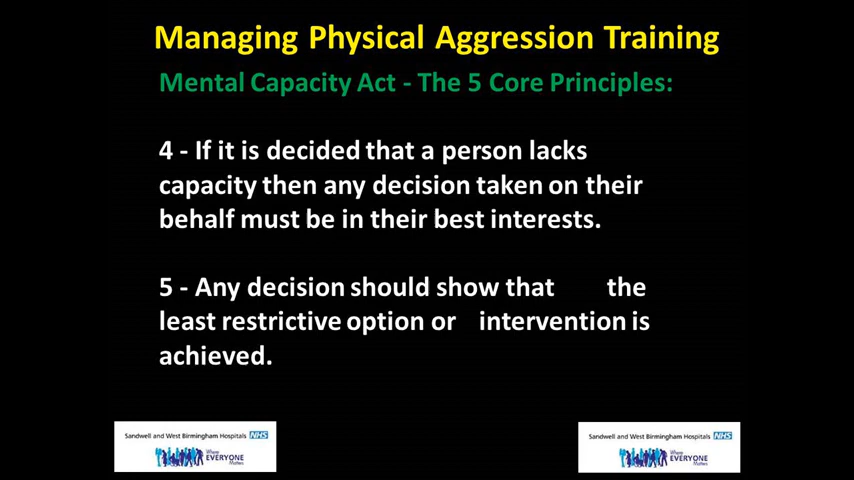 Managing Physical Aggression Training
Mental Capacity Act - The 5 Core Principles:
4 - If it is decided that a person lacks
capacity then any decision taken on their
behalf must be in their best interests.
5 - Any decision should show that the
least restrictive option or intervention is
achieved.
Sandwell and West Birmingham Hospitals NHS
Where
EVERYONE
Matters
Sandwell and West Birmingham Hospitals NHS
Where
EVERYONE
Matters